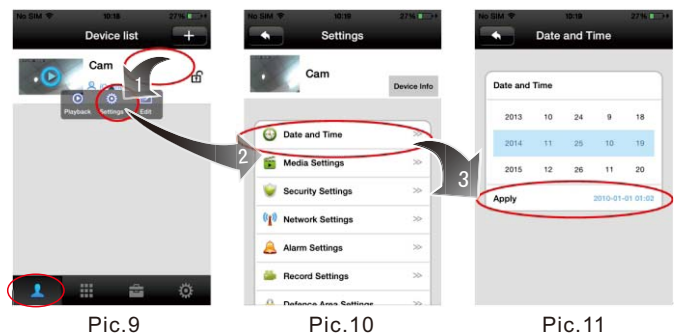 No SIM 10:18 27%
Device list +
Cam
1
Playback Settings Edit
Pic.9
No SIM 10:19 27%
Settings
Cam
Device Info
2
Date and Time
Media Settings
Security Settings
Network Settings
Alarm Settings
Record Settings
Defence Area Settings
Pic.10
No SIM 10:19 27%
Date and Time
3
Date and Time
2013 10 24 9 18
2014 11 25 10 19
2015 12 26 11 20
Apply 2010-01-01 01:02
Pic.11